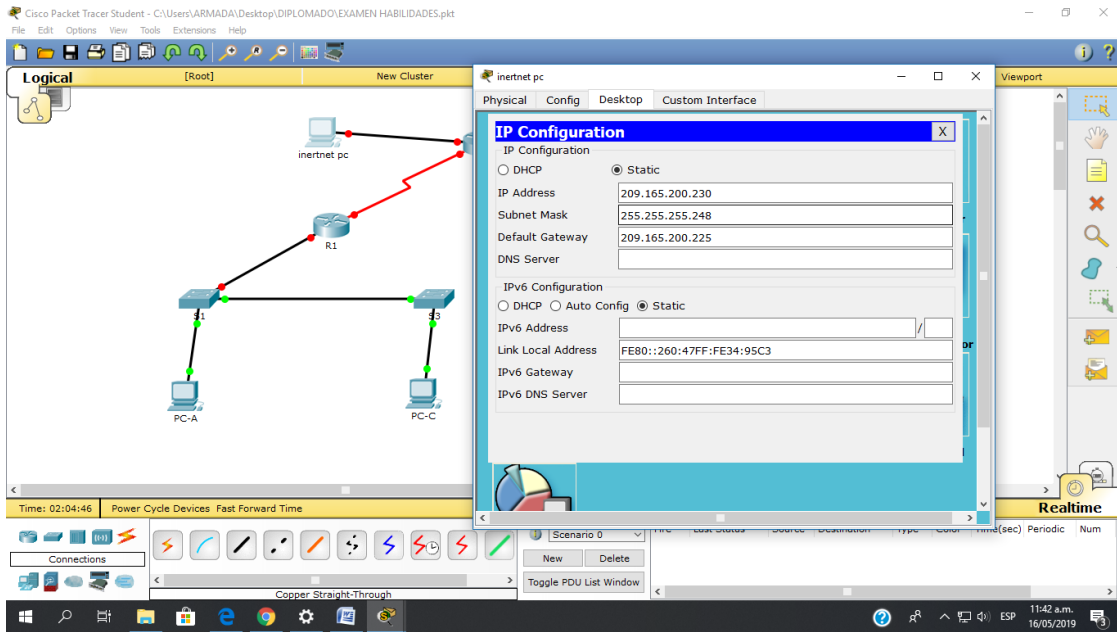 Cisco Packet Tracer Student - C:\Users\ARMADA\Desktop\DIPLOMADO\EXAMEN HABILIDADES.pkt
File Edit Options View Tools Extensions Help
Logical [Root] New Cluster Viewport
inertnet pc
Physical Config Desktop Custom Interface
IP Configuration X
IP Configuration
DHCP Static
IP Address 209.165.200.230
Subnet Mask 255.255.255.248
Default Gateway 209.165.200.225
DNS Server
IPv6 Configuration
DHCP Auto Config Static
IPv6 Address /
Link Local Address FE80::260:47FF:FE34:95C3
IPv6 Gateway
IPv6 DNS Server
inertnet pc
R1
S1
S3
PC-A
PC-C
Time: 02:04:46 Power Cycle Devices Fast Forward Time Realtime
Connections
Copper Straight-Through
Scenario 0
New Delete
Toggle PDU List Window
Fire Last Status Source Destination Type Color Time(sec) Periodic Num
ESP
11:42 a.m.
16/05/2019
3